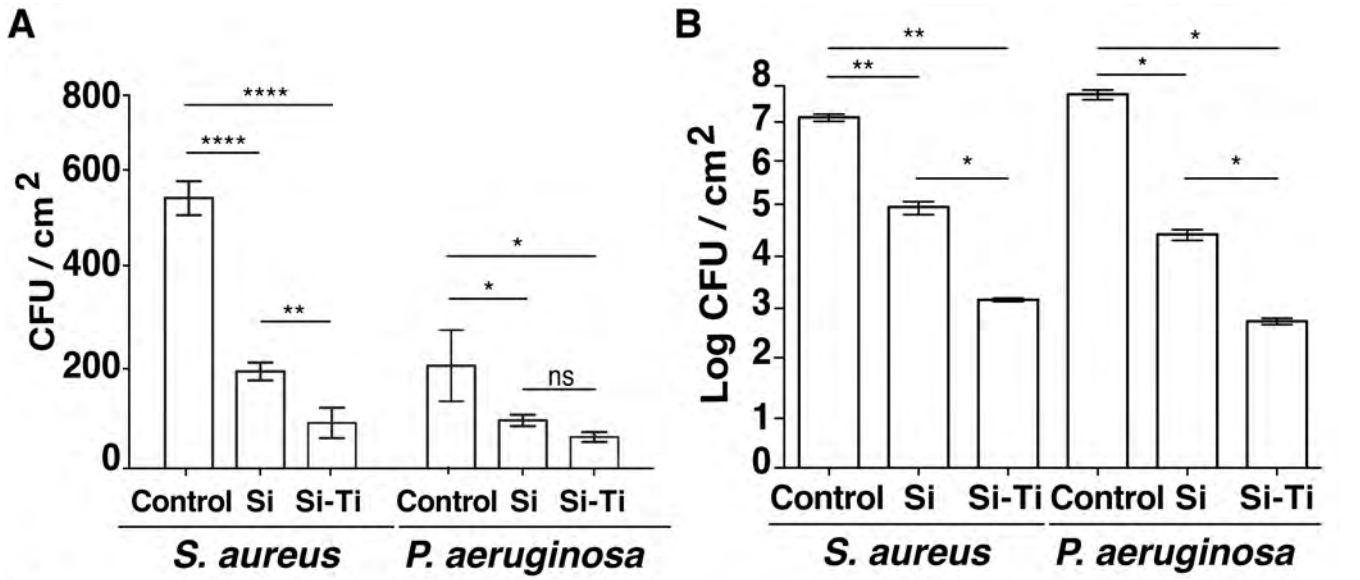 A
CFU / cm2
800
600
400
200
0
****
****
**
*
*
ns
Control Si Si-Ti Control Si Si-Ti
S. aureus P. aeruginosa
B
Log CFU / cm2
8
7
6
5
4
3
2
1
0
**
**
*
*
*
*
Control Si Si-Ti Control Si Si-Ti
S. aureus P. aeruginosa